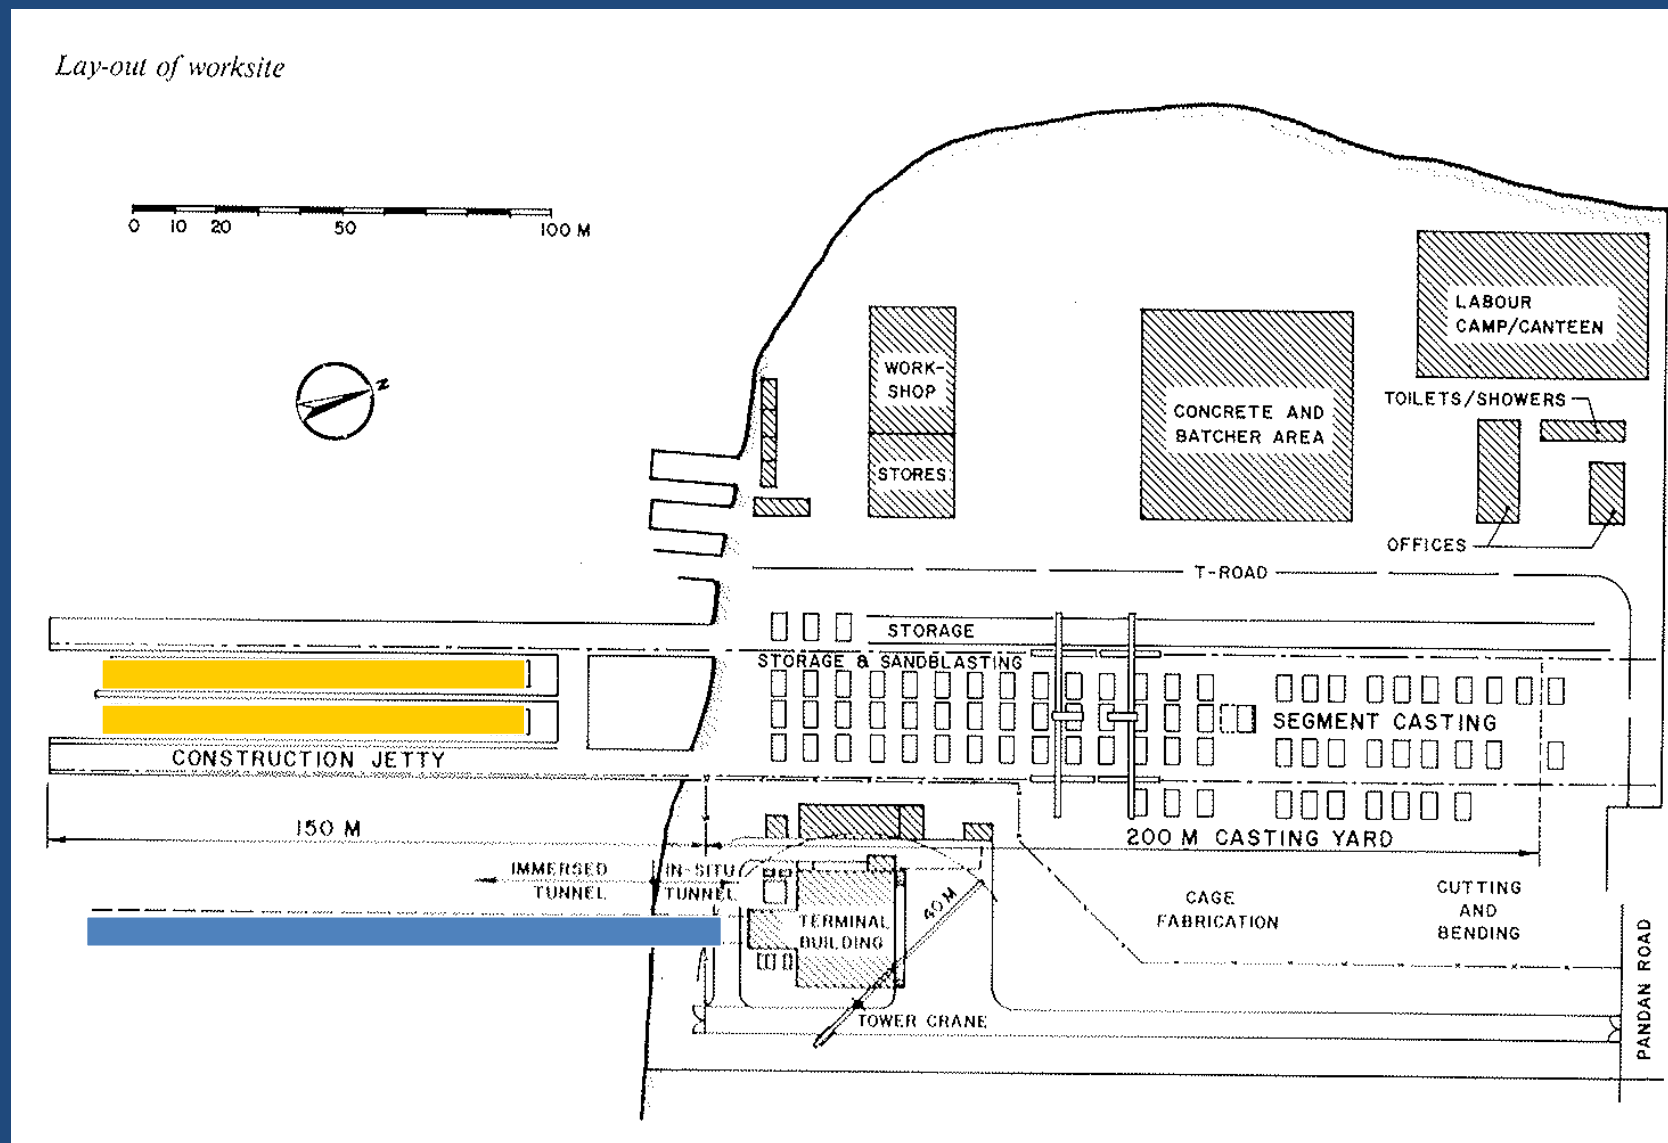 Lay-out of worksite
0 10 20 50 100 M
N
LABOUR
CAMP/CANTEEN
WORK-
SHOP
STORES
CONCRETE AND
BATCHER AREA
TOILETS/SHOWERS
OFFICES
T-ROAD
STORAGE
STORAGE & SANDBLASTING
SEGMENT CASTING
CONSTRUCTION JETTY
150 M
200 M CASTING YARD
IMMERSED
TUNNEL
IN-SITU
TUNNEL
TERMINAL
BUILDING
40 M
CAGE
FABRICATION
CUTTING
AND
BENDING
TOWER CRANE
PANDAN ROAD